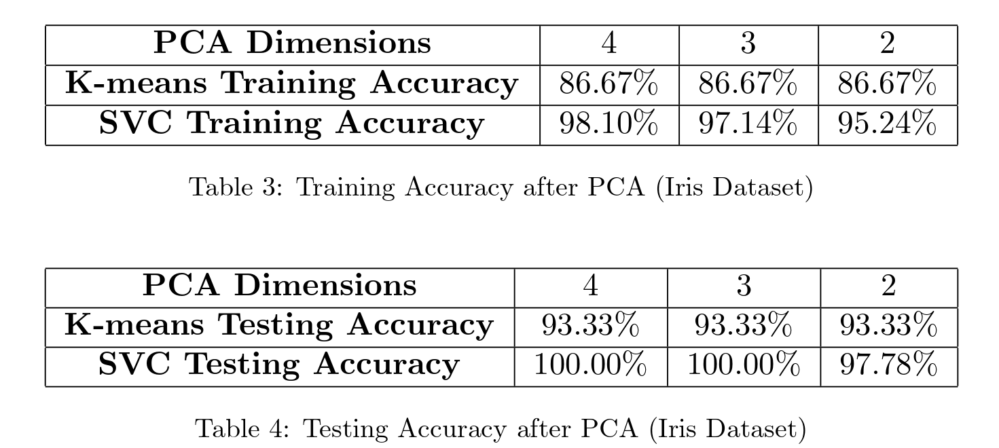 PCA Dimensions 4 3 2
K-means Training Accuracy 86.67% 86.67% 86.67%
SVC Training Accuracy 98.10% 97.14% 95.24%
Table 3: Training Accuracy after PCA (Iris Dataset)
PCA Dimensions 4 3 2
K-means Testing Accuracy 93.33% 93.33% 93.33%
SVC Testing Accuracy 100.00% 100.00% 97.78%
Table 4: Testing Accuracy after PCA (Iris Dataset)